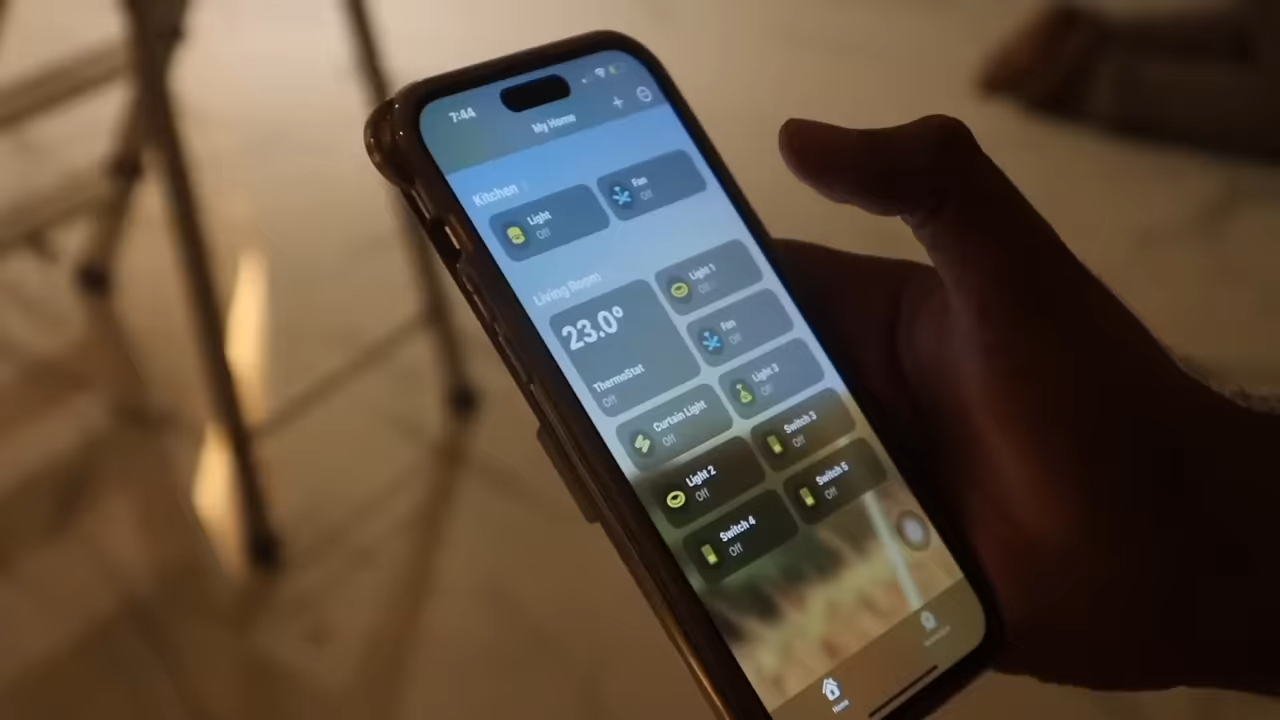 7:44
My Home
Kitchen
Light
Off
Fan
Off
Living Room
23.0°
ThermoStat
Off
Light 1
Off
Fan
Off
Curtain Light
Off
Light 3
Off
Light 2
Off
Switch 3
Off
Switch 4
Off
Switch 5
Off
Home